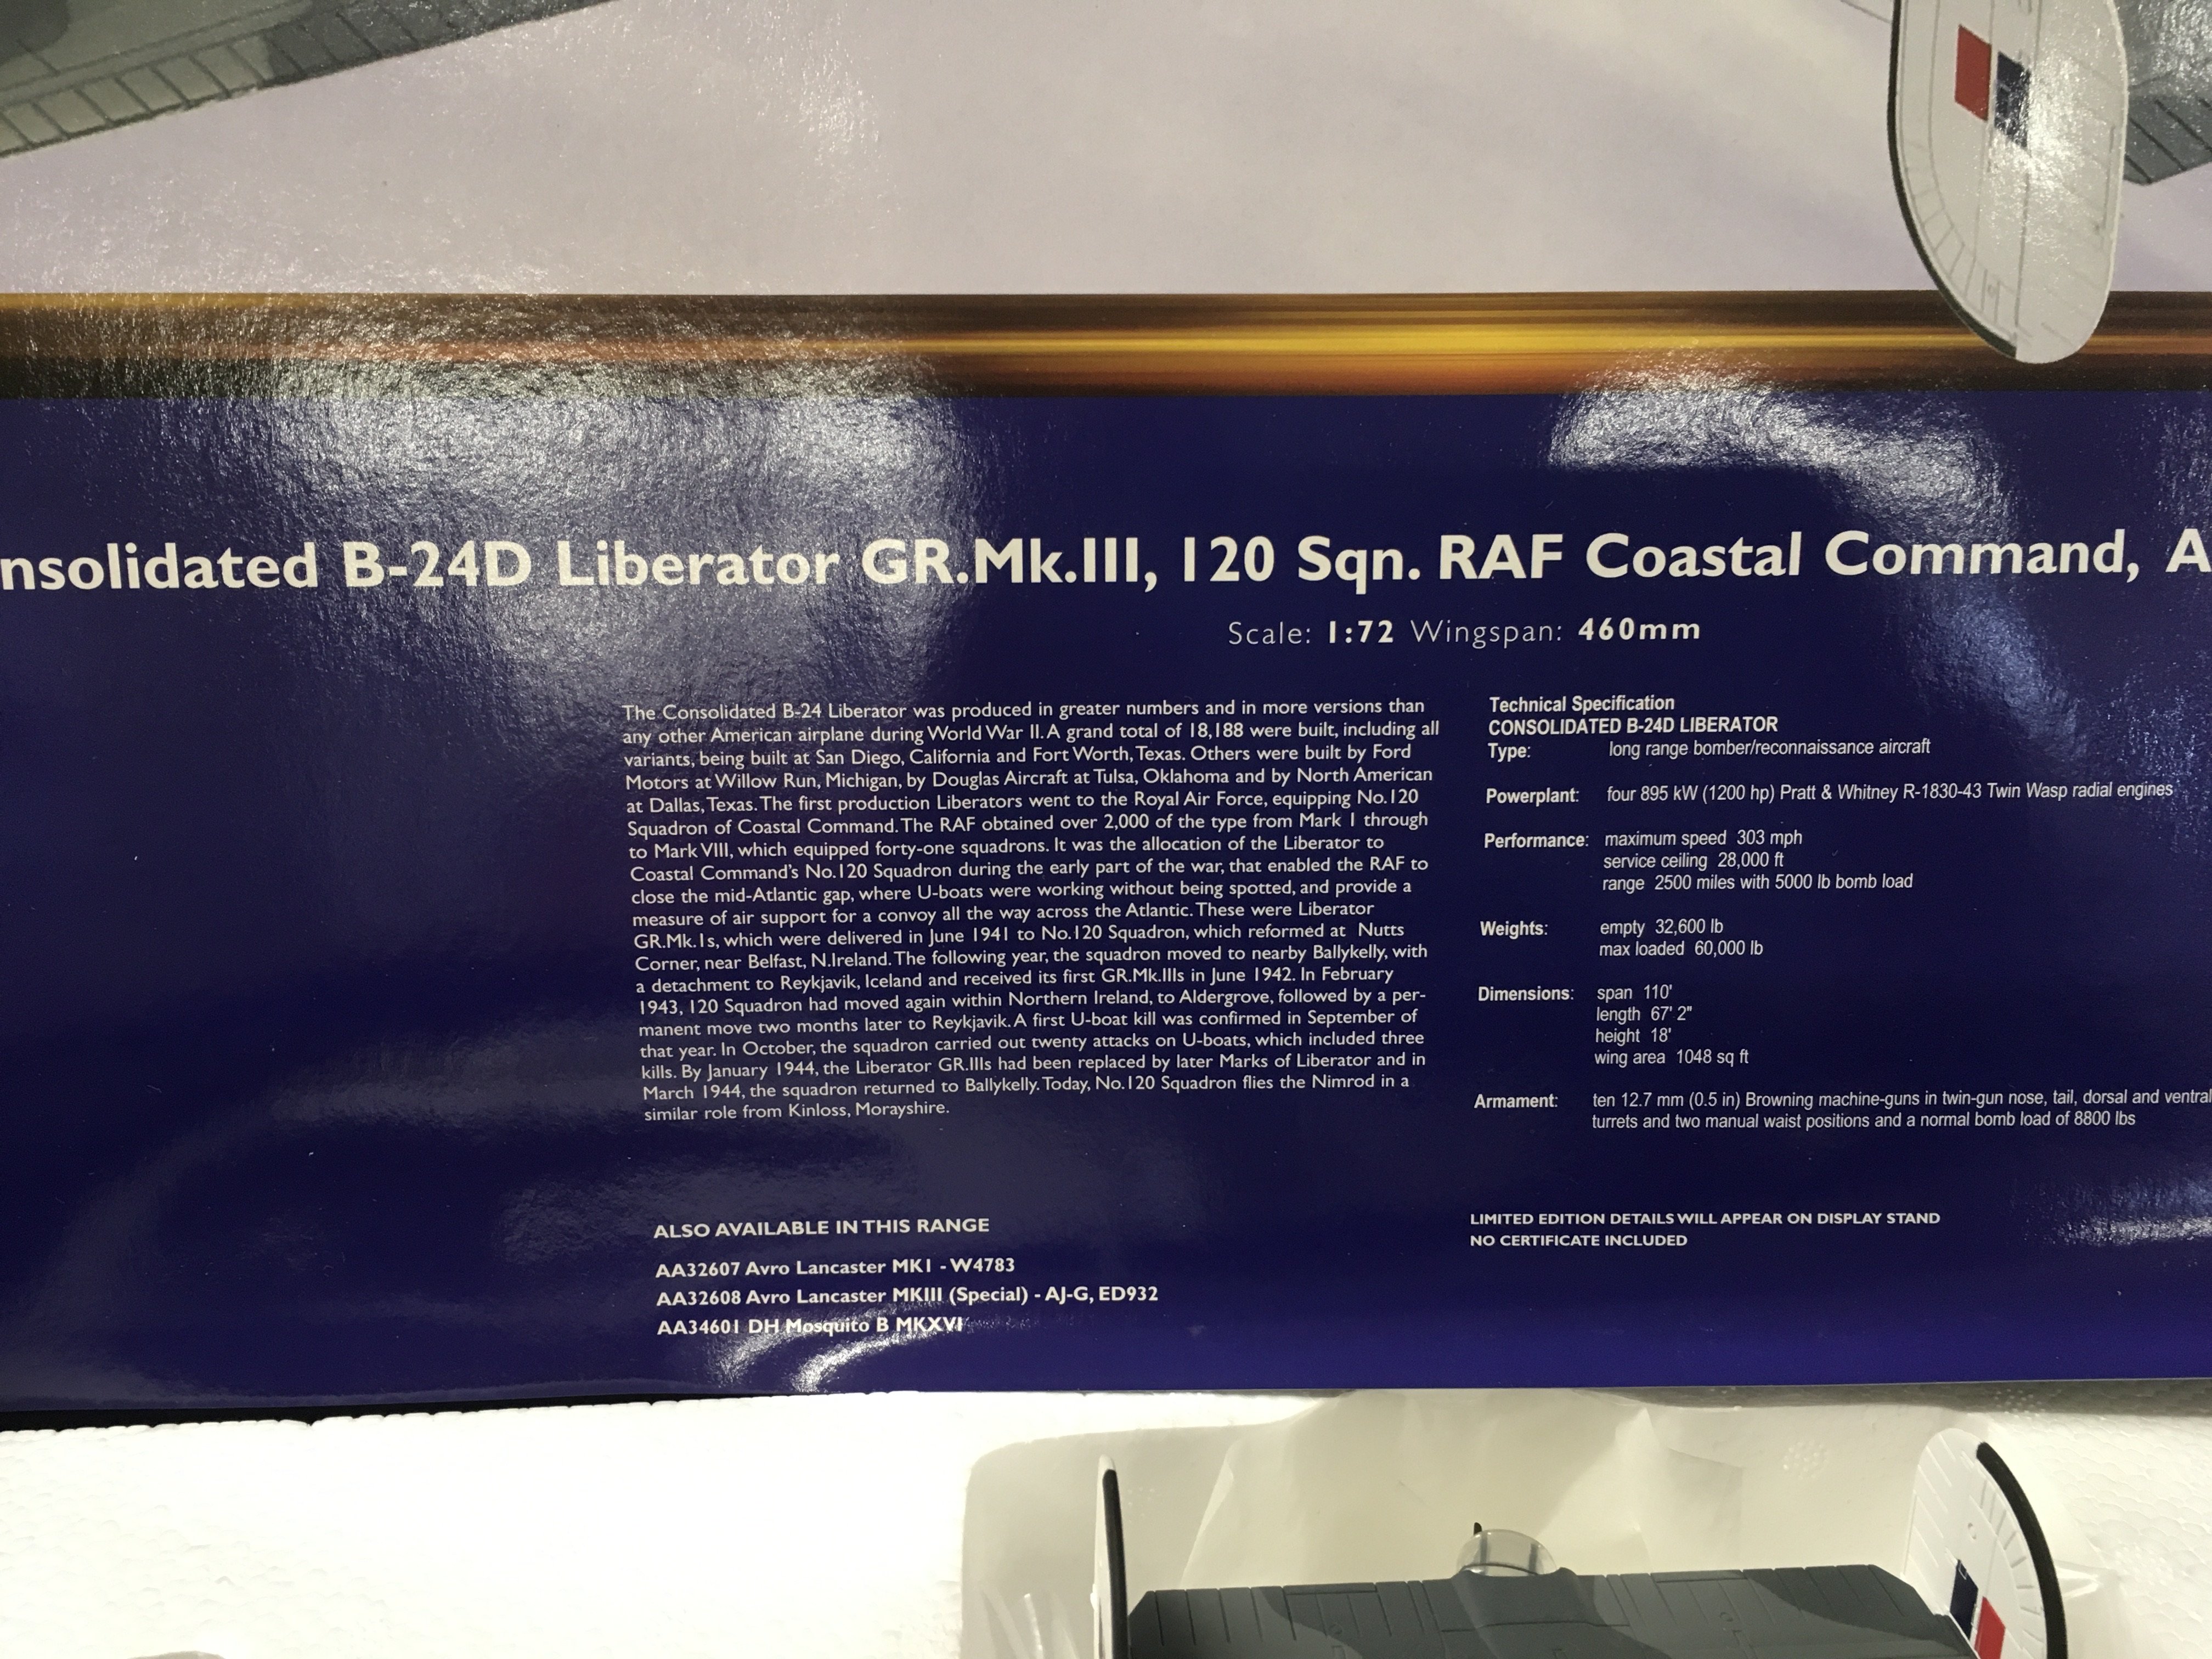 nsolidated B-24D Liberator GR.Mk.III, 120 Sqn. RAF Coastal Command, A
Scale: 1:72 Wingspan: 460mm
The Consolidated B-24 Liberator was produced in greater numbers and in more versions than
any other American airplane during World War II. A grand total of 18,188 were built, including all
variants, being built at San Diego, California and Fort Worth, Texas. Others were built by Ford
Motors at Willow Run, Michigan, by Douglas Aircraft at Tulsa, Oklahoma and by North American
at Dallas, Texas. The first production Liberators went to the Royal Air Force, equipping No.120
Squadron of Coastal Command. The RAF obtained over 2,000 of the type from Mark 1 through
to Mark VIII, which equipped forty-one squadrons. It was the allocation of the Liberator to
Coastal Command's No.120 Squadron during the early part of the war, that enabled the RAF to
close the mid-Atlantic gap, where U-boats were working without being spotted, and provide a
measure of air support for a convoy all the way across the Atlantic. These were Liberator
GR.Mk.1s, which were delivered in June 1941 to No.120 Squadron, which reformed at Nutts
Corner, near Belfast, N.Ireland. The following year, the squadron moved to nearby Ballykelly, with
a detachment to Reykjavik, Iceland and received its first GR.Mk.IIIs in June 1942. In February
1943, 120 Squadron had moved again within Northern Ireland, to Aldergrove, followed by a per-
manent move two months later to Reykjavik. A first U-boat kill was confirmed in September of
that year. In October, the squadron carried out twenty attacks on U-boats, which included three
kills. By January 1944, the Liberator GR.IIIs had been replaced by later Marks of Liberator and in
March 1944, the squadron returned to Ballykelly. Today, No.120 Squadron flies the Nimrod in a
similar role from Kinloss, Morayshire.
Technical Specification
CONSOLIDATED B-24D LIBERATOR
Type: long range bomber/reconnaissance aircraft
Powerplant: four 895 kW (1200 hp) Pratt & Whitney R-1830-43 Twin Wasp radial engines
Performance: maximum speed 303 mph
service ceiling 28,000 ft
range 2500 miles with 5000 lb bomb load
Weights: empty 32,600 lb
max loaded 60,000 lb
Dimensions: span 110'
length 67' 2"
height 18'
wing area 1048 sq ft
Armament: ten 12.7 mm (0.5 in) Browning machine-guns in twin-gun nose, tail, dorsal and ventral
turrets and two manual waist positions and a normal bomb load of 8800 lbs
ALSO AVAILABLE IN THIS RANGE
AA32607 Avro Lancaster MK1 - W4783
AA32608 Avro Lancaster MKIII (Special) - AJ-G, ED932
AA34601 DH Mosquito B MKXVI
LIMITED EDITION DETAILS WILL APPEAR ON DISPLAY STAND
NO CERTIFICATE INCLUDED